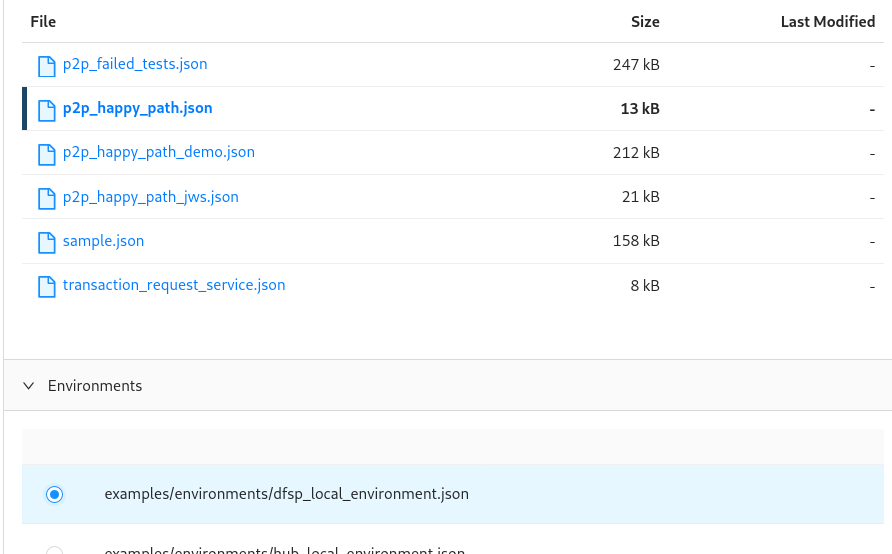 File Size Last Modified
p2p_failed_tests.json 247 kB -
p2p_happy_path.json 13 kB -
p2p_happy_path_demo.json 212 kB -
p2p_happy_path_jws.json 21 kB -
sample.json 158 kB -
transaction_request_service.json 8 kB -
Environments
examples/environments/dfsp_local_environment.json
examples/environments/hub_local_environment.json